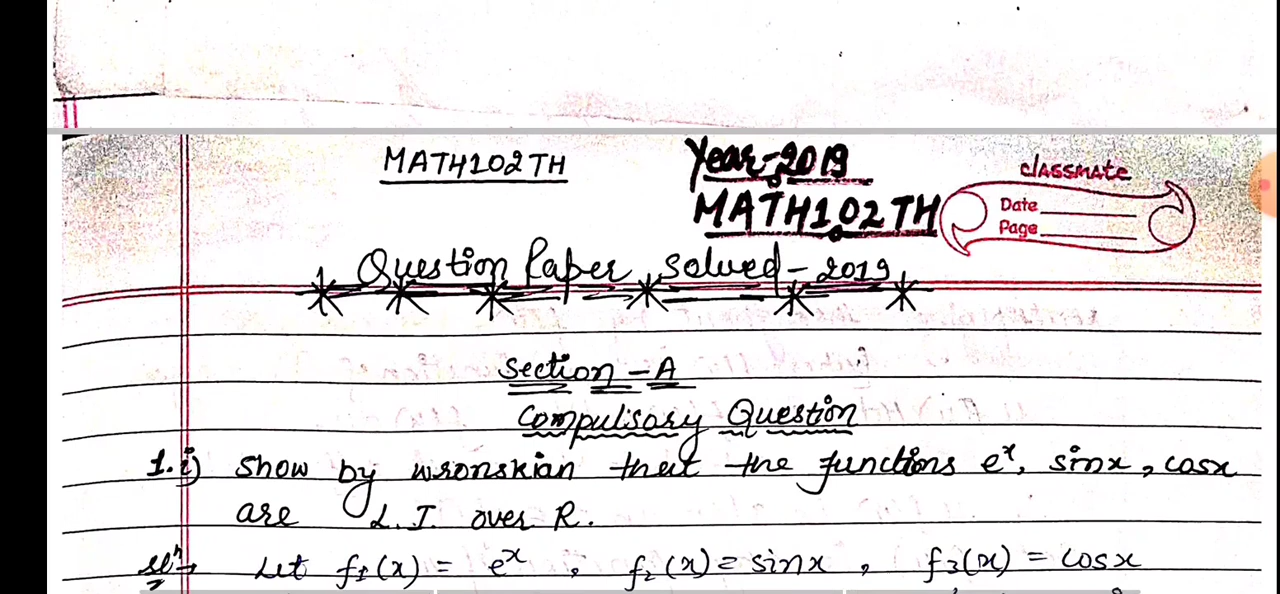 MATH102TH
Year-2019
MATH102TH
classmate
Date
Page
Question Paper solved-2019
Section-A
Compulsory Question
1.i) Show by wronskian that the functions e^x, sinx, cosx
are L.I. over R.
Sol^n→ Let f1(x) = e^x, f2(x) = sinx, f3(x) = cosx